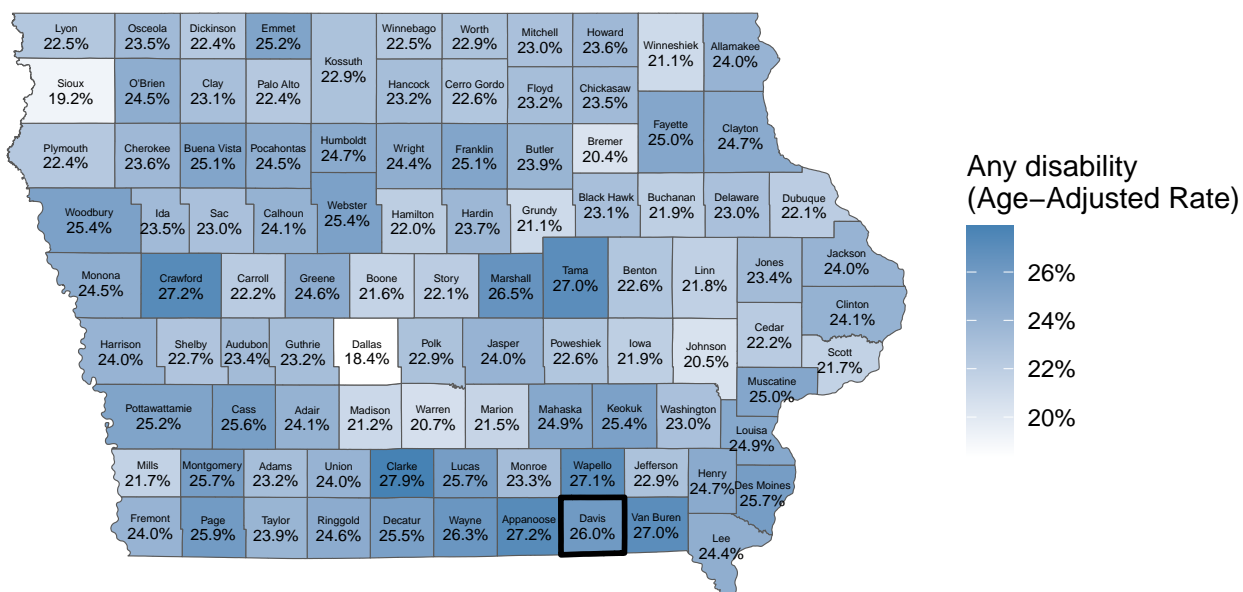 Lyon
22.5%
Osceola
23.5%
Dickinson
22.4%
Emmet
25.2%
Kossuth
22.9%
Winnebago
22.5%
Worth
22.9%
Mitchell
23.0%
Howard
23.6%
Winneshiek
21.1%
Allamakee
24.0%
Sioux
19.2%
O'Brien
24.5%
Clay
23.1%
Palo Alto
22.4%
Hancock
23.2%
Cerro Gordo
22.6%
Floyd
23.2%
Chickasaw
23.5%
Fayette
25.0%
Clayton
24.7%
Plymouth
22.4%
Cherokee
23.6%
Buena Vista
25.1%
Pocahontas
24.5%
Humboldt
24.7%
Wright
24.4%
Franklin
25.1%
Butler
23.9%
Bremer
20.4%
Woodbury
25.4%
Ida
23.5%
Sac
23.0%
Calhoun
24.1%
Webster
25.4%
Hamilton
22.0%
Hardin
23.7%
Grundy
21.1%
Black Hawk
23.1%
Buchanan
21.9%
Delaware
23.0%
Dubuque
22.1%
Monona
24.5%
Crawford
27.2%
Carroll
22.2%
Greene
24.6%
Boone
21.6%
Story
22.1%
Marshall
26.5%
Tama
27.0%
Benton
22.6%
Linn
21.8%
Jones
23.4%
Jackson
24.0%
Clinton
24.1%
Harrison
24.0%
Shelby
22.7%
Audubon
23.4%
Guthrie
23.2%
Dallas
18.4%
Polk
22.9%
Jasper
24.0%
Poweshiek
22.6%
Iowa
21.9%
Johnson
20.5%
Cedar
22.2%
Scott
21.7%
Muscatine
25.0%
Pottawattamie
25.2%
Cass
25.6%
Adair
24.1%
Madison
21.2%
Warren
20.7%
Marion
21.5%
Mahaska
24.9%
Keokuk
25.4%
Washington
23.0%
Louisa
24.9%
Mills
21.7%
Montgomery
25.7%
Adams
23.2%
Union
24.0%
Clarke
27.9%
Lucas
25.7%
Monroe
23.3%
Wapello
27.1%
Jefferson
22.9%
Henry
24.7%
Des Moines
25.7%
Fremont
24.0%
Page
25.9%
Taylor
23.9%
Ringgold
24.6%
Decatur
25.5%
Wayne
26.3%
Appanoose
27.2%
Davis
26.0%
Van Buren
27.0%
Lee
24.4%
Any disability
(Age−Adjusted Rate)
26%
24%
22%
20%